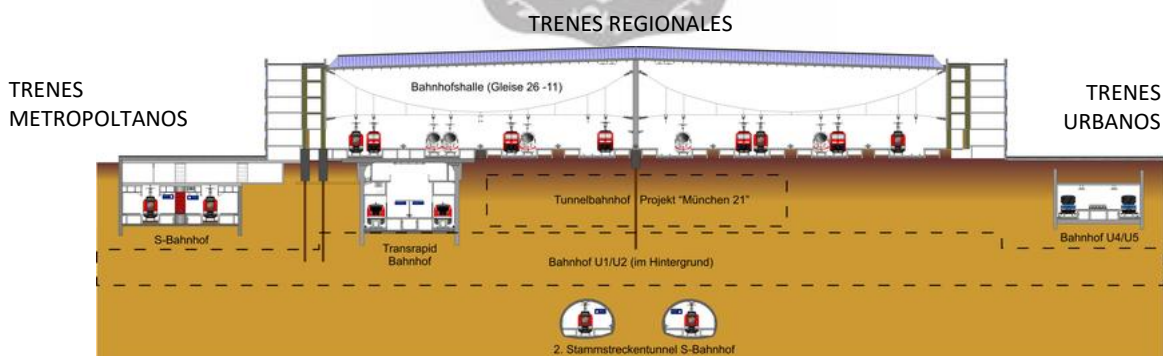 TRENES REGIONALES
TRENES
METROPOLTANOS
TRENES
URBANOS
Bahnhofshalle (Gleise 26 -11)
Tunnelbahnhof Projekt "München 21"
S-Bahnhof
Transrapid
Bahnhof
Bahnhof U4/U5
Bahnhof U1/U2 (im Hintergrund)
2. Stammstreckentunnel S-Bahnhof